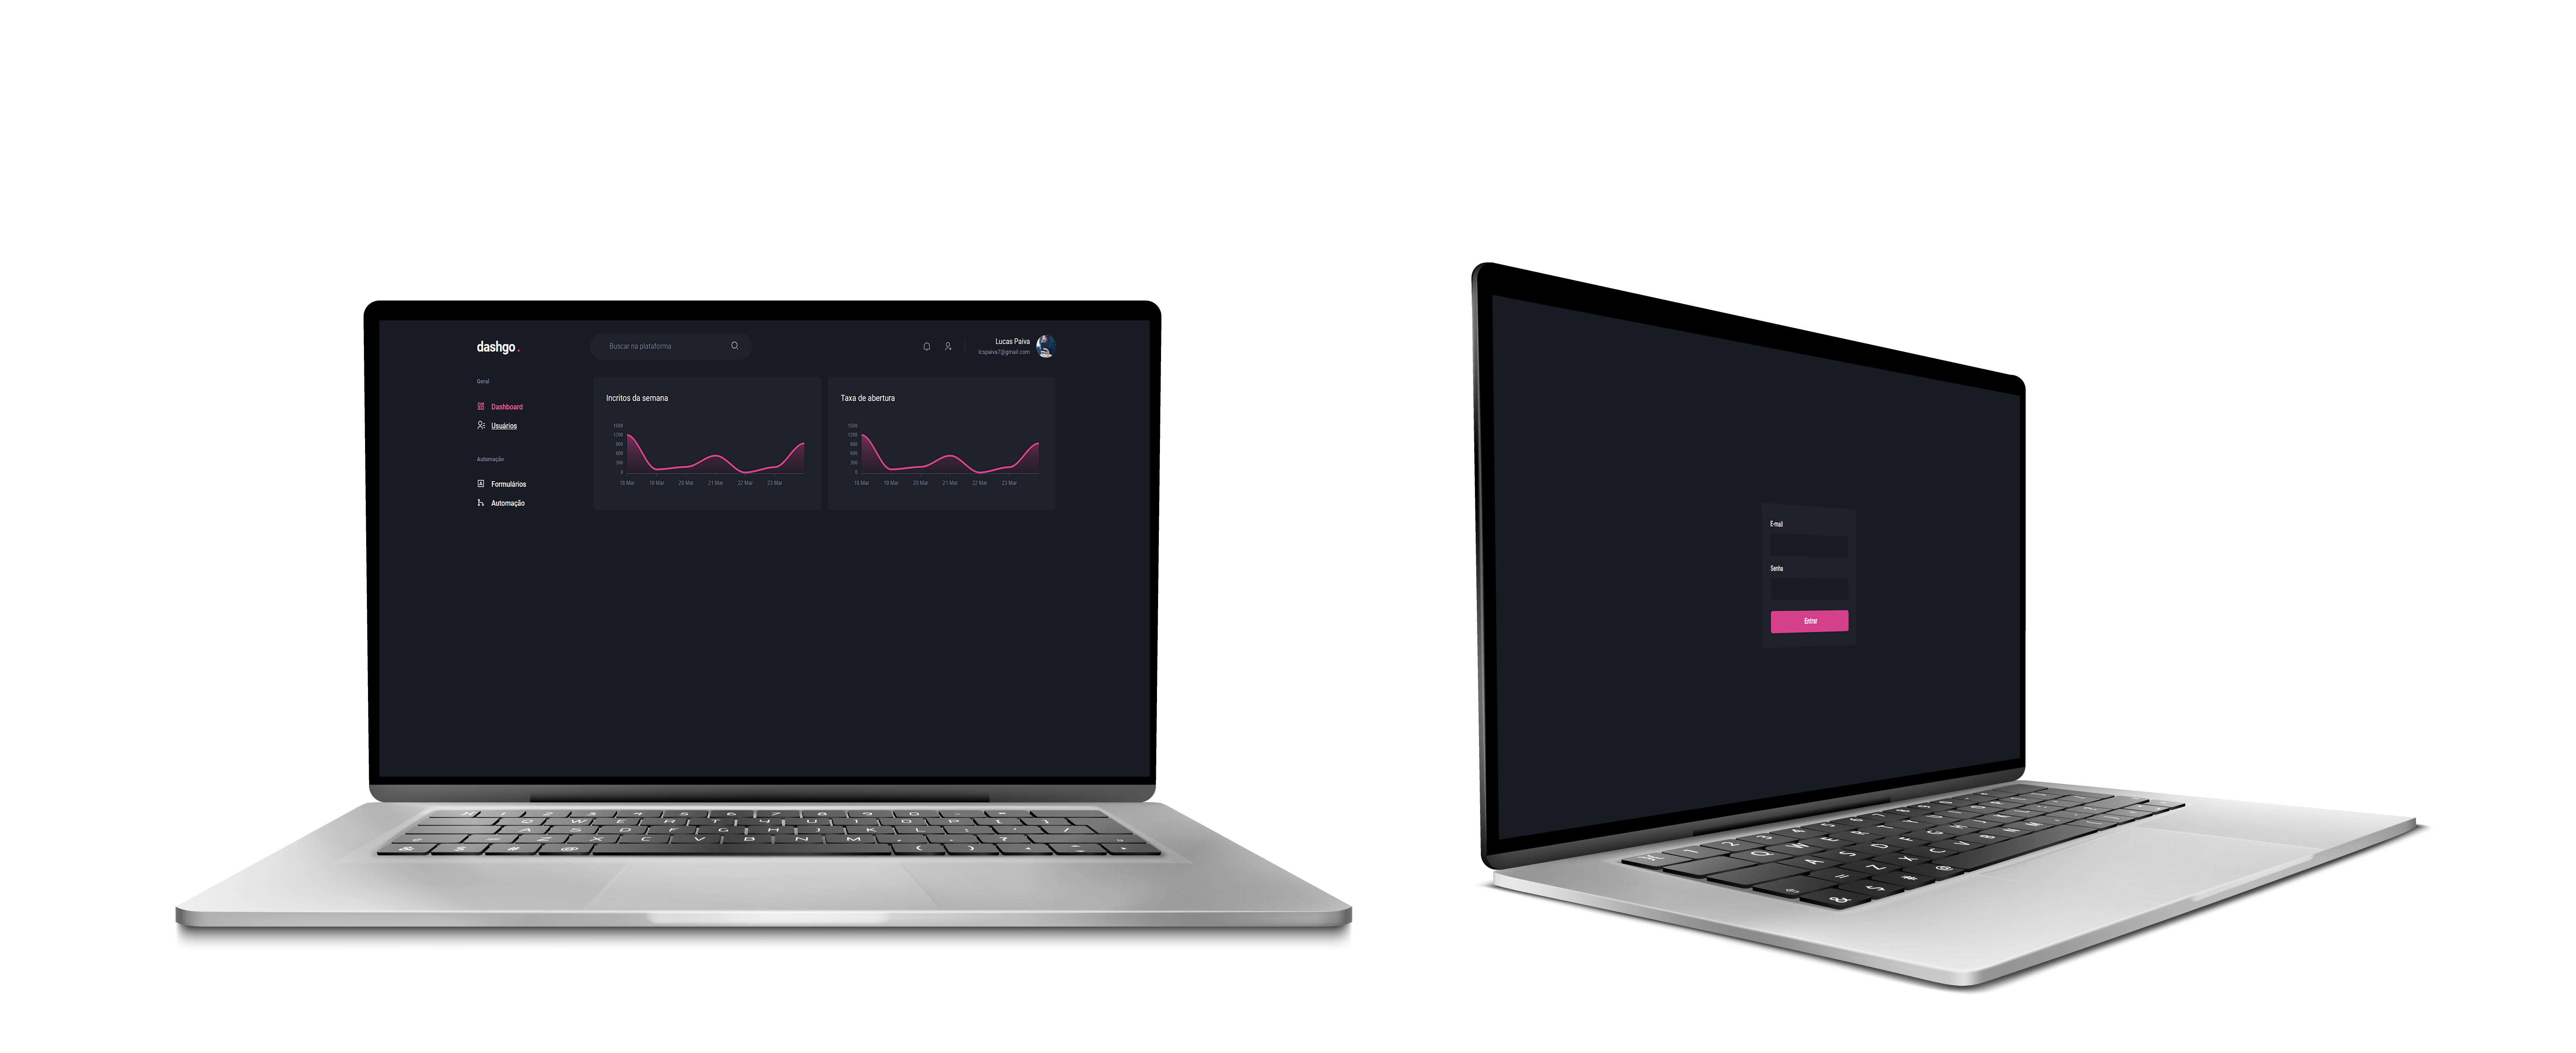 dashgo.
Buscar na plataforma
Lucas Paiva
lcspaiva7@gmail.com
Geral
Dashboard
Usuários
Automação
Formulários
Automação
Incritos da semana
1500
1200
900
600
300
0
18 Mar 19 Mar 20 Mar 21 Mar 22 Mar 23 Mar
Taxa de abertura
1500
1200
900
600
300
0
18 Mar 19 Mar 20 Mar 21 Mar 22 Mar 23 Mar
E-mail
Senha
Entrar